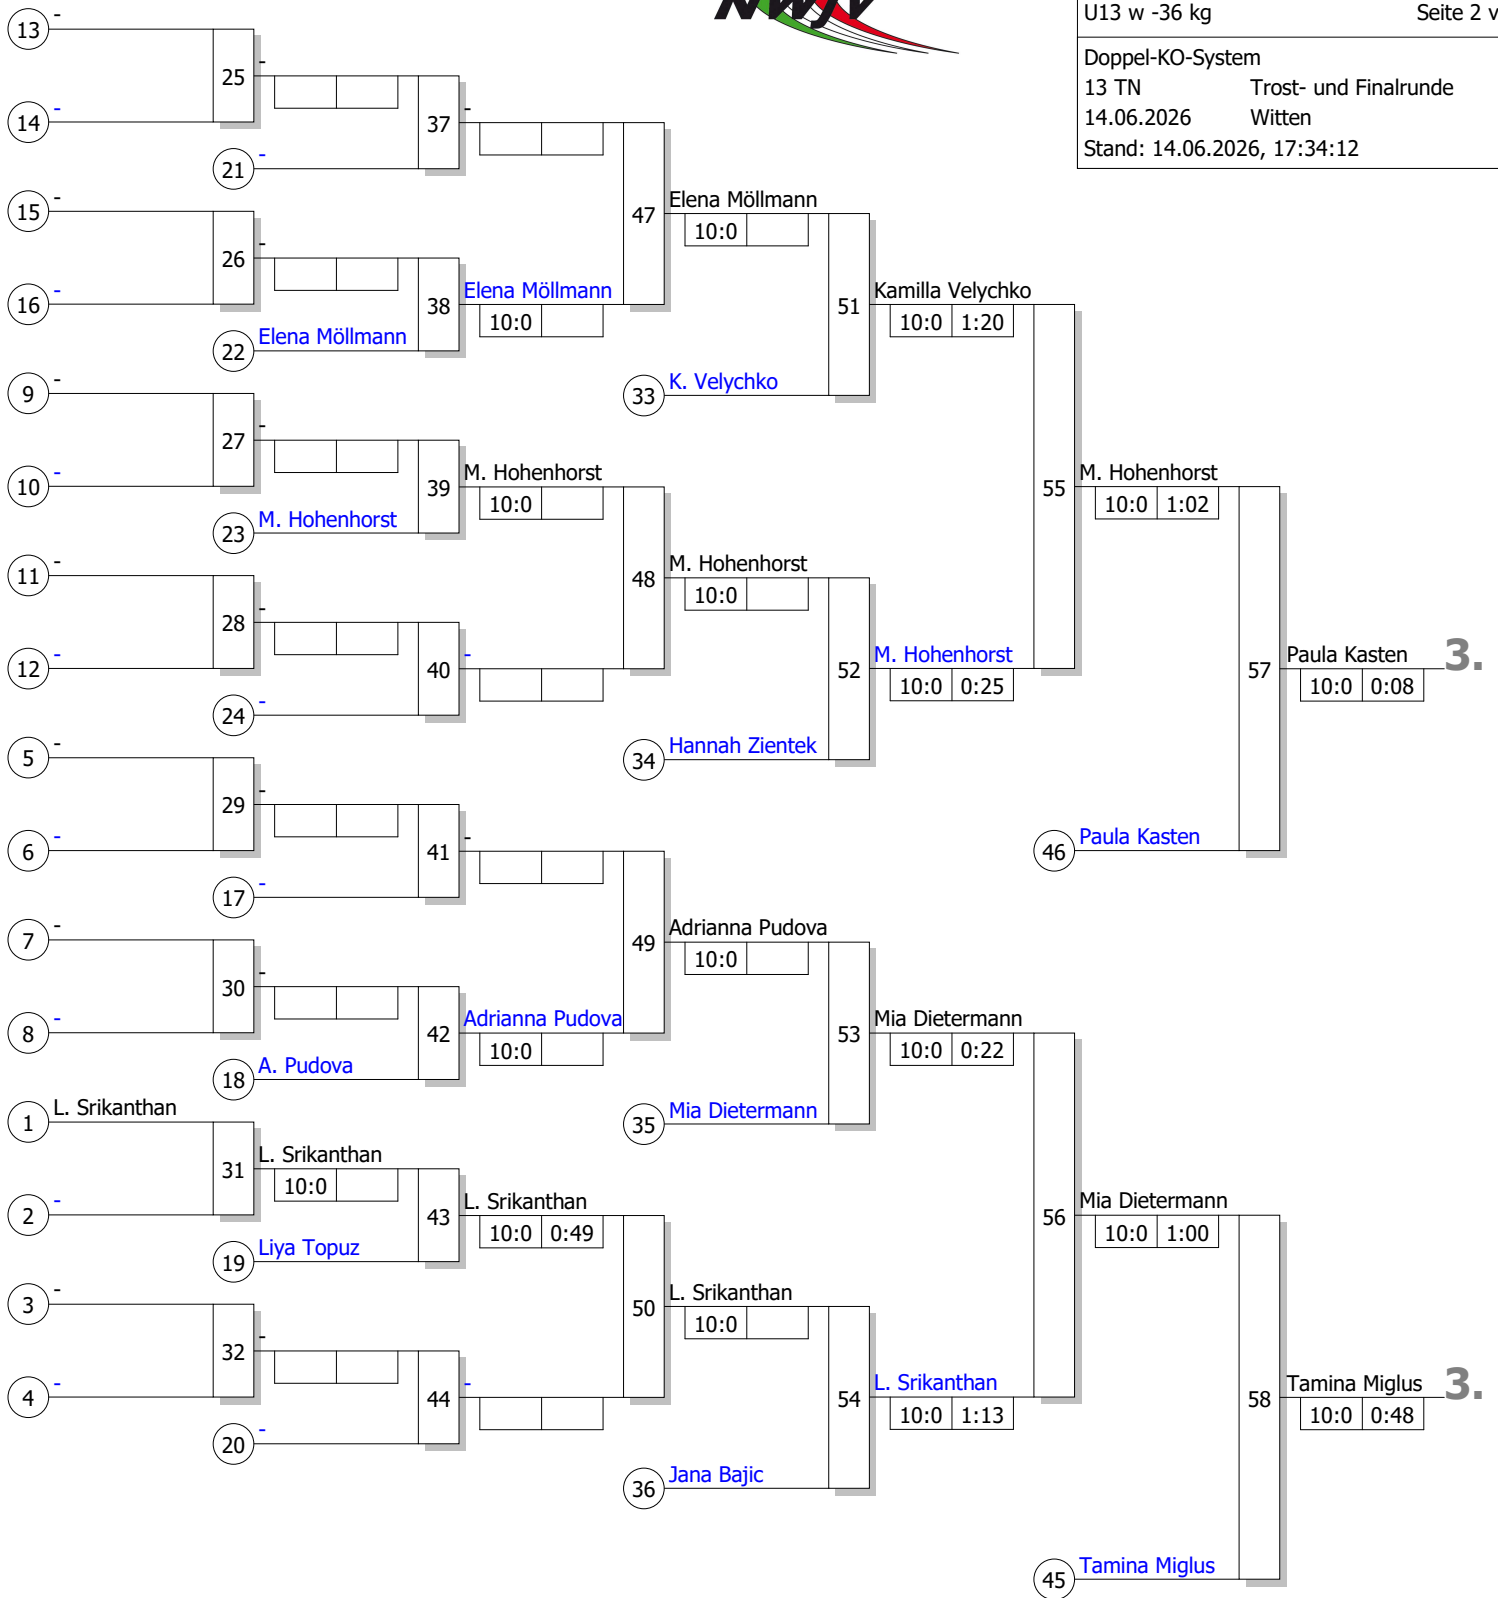 NWJV
U13 w -36 kg Seite 2 v
Doppel-KO-System
13 TN Trost- und Finalrunde
14.06.2026 Witten
Stand: 14.06.2026, 17:34:12
13 -
25 -
14 -
37 -
21 -
15 -
47 Elena Möllmann
10:0
26 -
16 -
38 Elena Möllmann
10:0
22 Elena Möllmann
51 Kamilla Velychko
10:0 1:20
33 K. Velychko
9 -
27 -
10 -
39 M. Hohenhorst
10:0
23 M. Hohenhorst
55 M. Hohenhorst
10:0 1:02
11 -
48 M. Hohenhorst
10:0
28 -
12 -
40 -
24 -
52 M. Hohenhorst
10:0 0:25
34 Hannah Zientek
57 Paula Kasten 3.
10:0 0:08
46 Paula Kasten
5 -
29 -
6 -
41 -
17 -
7 -
49 Adrianna Pudova
10:0
30 -
8 -
42 Adrianna Pudova
10:0
18 A. Pudova
53 Mia Dietermann
10:0 0:22
35 Mia Dietermann
1 L. Srikanthan
31 L. Srikanthan
10:0
2 -
43 L. Srikanthan
10:0 0:49
19 Liya Topuz
56 Mia Dietermann
10:0 1:00
3 -
50 L. Srikanthan
10:0
32 -
4 -
44 -
20 -
54 L. Srikanthan
10:0 1:13
36 Jana Bajic
58 Tamina Miglus 3.
10:0 0:48
45 Tamina Miglus